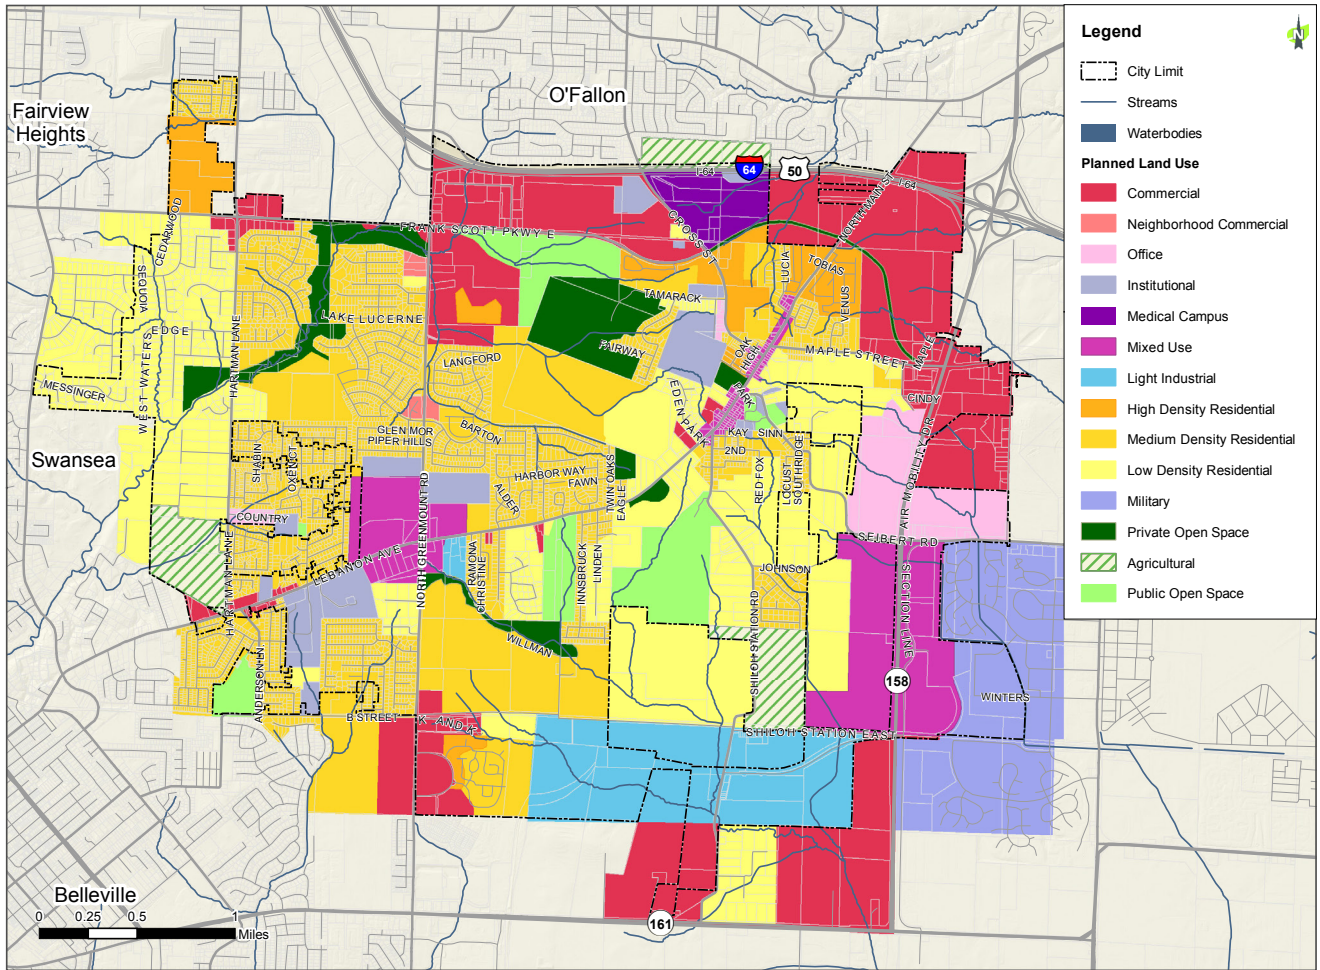 Legend
N
City Limit
Streams
Waterbodies
Planned Land Use
Commercial
Neighborhood Commercial
Office
Institutional
Medical Campus
Mixed Use
Light Industrial
High Density Residential
Medium Density Residential
Low Density Residential
Military
Private Open Space
Agricultural
Public Open Space
Fairview
Heights
O'Fallon
Swansea
Belleville
0 0.25 0.5 1
Miles
I-64
64
50
I-64
NORTH MAIN ST
CROSS ST
FRANK SCOTT PKWY E
CEDARWOOD
SEQUOIA
WEST WATERS EDGE
HARTMAN LANE
MESSINGER
LAKE LUCERNE
LANGFORD
TAMARACK
FAIRWAY
LUCIA
TOBIAS
VENUS
OAK
HIGH
MAPLE STREET
MAPLE
CINDY
EDEN PARK
PARK
KAY
SINN
2ND
GLEN MOR
PIPER HILLS
BARTON
HARBOR WAY
FAWN
ALDER
TWIN OAKS
EAGLE
RED FOX
LOCUST
SOUTHRIDGE
AIR MOBILITY DR
SHABIN
OXEN CT
COUNTRY
HARTMAN LANE
LEBANON AVE
NORTH GREENMOUNT RD
RAMONA
CHRISTINE
INNSBRUCK
LINDEN
JOHNSON
SEIBERT RD
SECTION LINE
SHILOH STATION RD
WILLMAN
ANDERSON LN
B STREET
K AND K
SHILOH STATION EAST
WINTERS
158
161